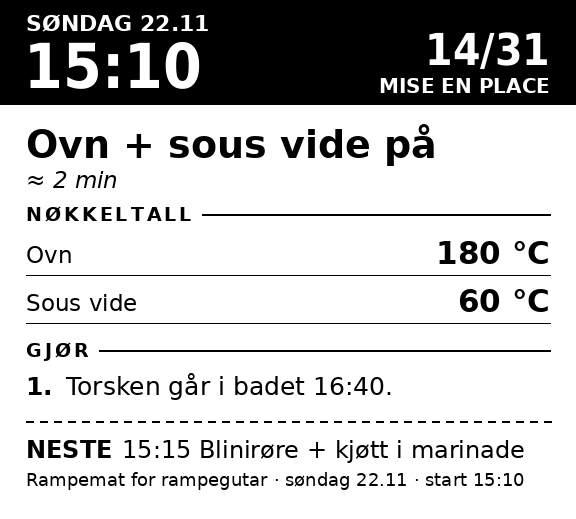 SØNDAG 22.11
15:10
14/31
MISE EN PLACE
Ovn + sous vide på
≈ 2 min
NØKKELTALL
Ovn 180 °C
Sous vide 60 °C
GJØR
1. Torsken går i badet 16:40.
NESTE 15:15 Blinirøre + kjøtt i marinade
Rampemat for rampegutar · søndag 22.11 · start 15:10